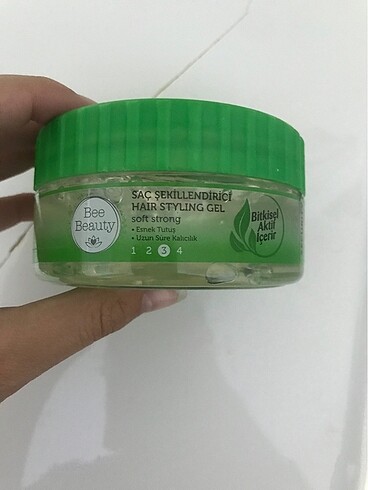 Bee
Beauty
SAÇ ŞEKİLLENDİRİCİ
HAIR STYLING GEL
soft strong
• Esnek Tutuş
• Uzun Süre Kalıcılık
1 2 3 4
Bitkisel
Aktif
İçerir